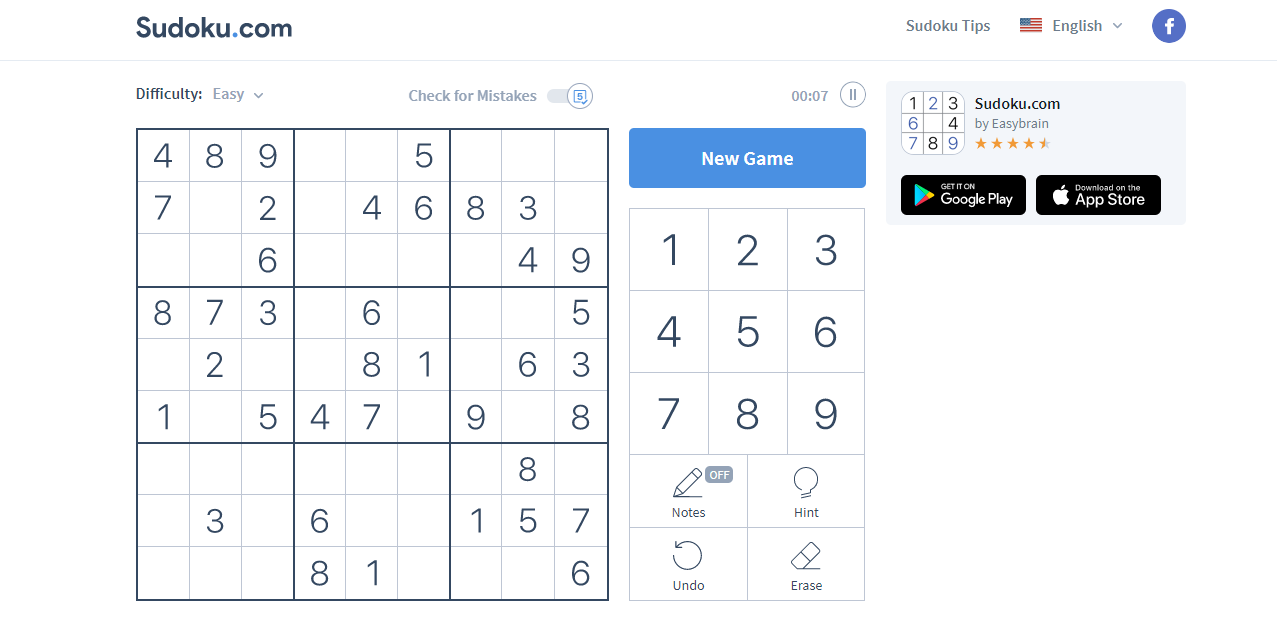 Sudoku.com
Sudoku Tips
English
f
Difficulty: Easy
Check for Mistakes
5
00:07
4 8 9 5
7 2 4 6 8 3
6 4 9
8 7 3 6 5
2 8 1 6 3
1 5 4 7 9 8
8
3 6 1 5 7
8 1 6
New Game
1 2 3
4 5 6
7 8 9
OFF
Notes
Hint
Undo
Erase
1 2 3
6 4
7 8 9
Sudoku.com
by Easybrain
GET IT ON
Google Play
Download on the
App Store